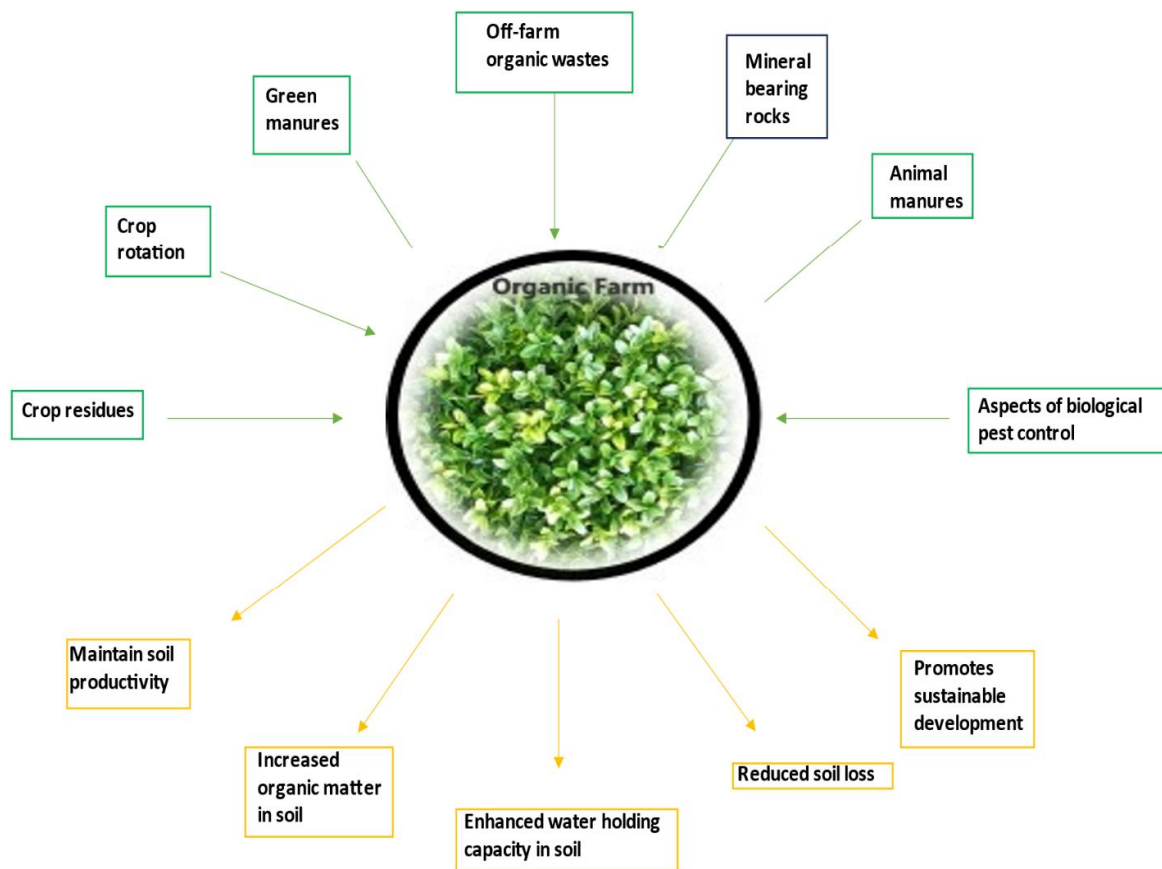 Off-farm
organic wastes
Mineral
bearing
rocks
Green
manures
Animal
manures
Crop
rotation
Organic Farm
Crop residues
Aspects of biological
pest control
Maintain soil
productivity
Promotes
sustainable
development
Increased
organic matter
in soil
Reduced soil loss
Enhanced water holding
capacity in soil